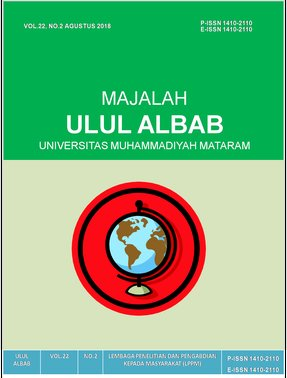 VOL.22, NO.2 AGUSTUS 2018
P-ISSN 1410-2110
E-ISSN 1410-2110
MAJALAH
ULUL ALBAB
UNIVERSITAS MUHAMMADIYAH MATARAM
ULUL
ALBAB
VOL.22
NO.2
LEMBAGA PENELITIAN DAN PENGABDIAN
KEPADA MASYARAKAT (LPPM)
P-ISSN 1410-2110
E-ISSN 1410-2110